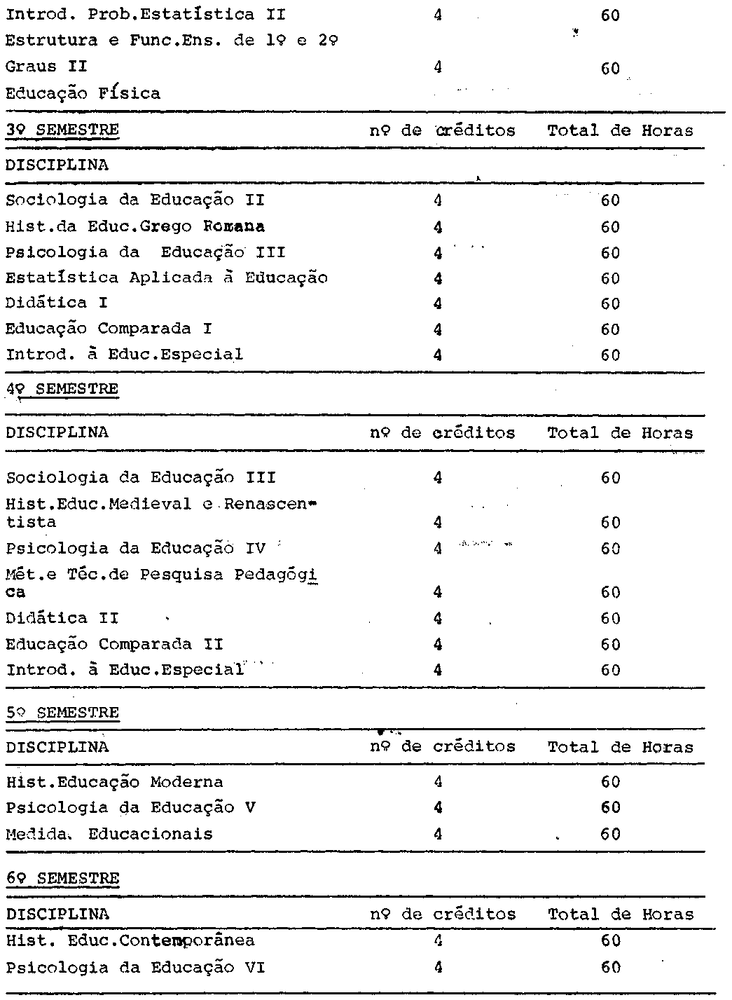 Introd. Prob.Estatística II 4 60
Estrutura e Func.Ens. de 1º e 2º
Graus II 4 60
Educação Física
3º SEMESTRE nº de créditos Total de Horas
DISCIPLINA
Sociologia da Educação II 4 60
Hist.da Educ.Grego Romana 4 60
Psicologia da Educação III 4 60
Estatística Aplicada à Educação 4 60
Didática I 4 60
Educação Comparada I 4 60
Introd. à Educ.Especial 4 60
4º SEMESTRE
DISCIPLINA nº de créditos Total de Horas
Sociologia da Educação III 4 60
Hist.Educ.Medieval e Renascen-
tista 4 60
Psicologia da Educação IV 4 60
Mét.e Téc.de Pesquisa Pedagógi
ca 4 60
Didática II 4 60
Educação Comparada II 4 60
Introd. à Educ.Especial 4 60
5º SEMESTRE
DISCIPLINA nº de créditos Total de Horas
Hist.Educação Moderna 4 60
Psicologia da Educação V 4 60
Medida. Educacionais 4 60
6º SEMESTRE
DISCIPLINA nº de créditos Total de Horas
Hist. Educ.Contemporânea 4 60
Psicologia da Educação VI 4 60